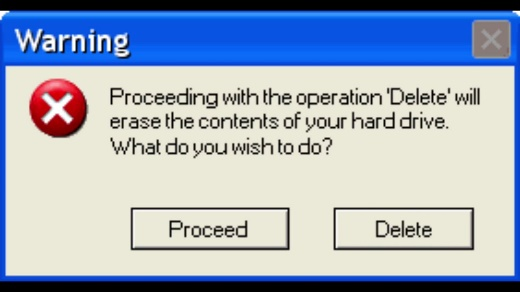 Warning
Proceeding with the operation 'Delete' will
erase the contents of your hard drive.
What do you wish to do?
Proceed
Delete